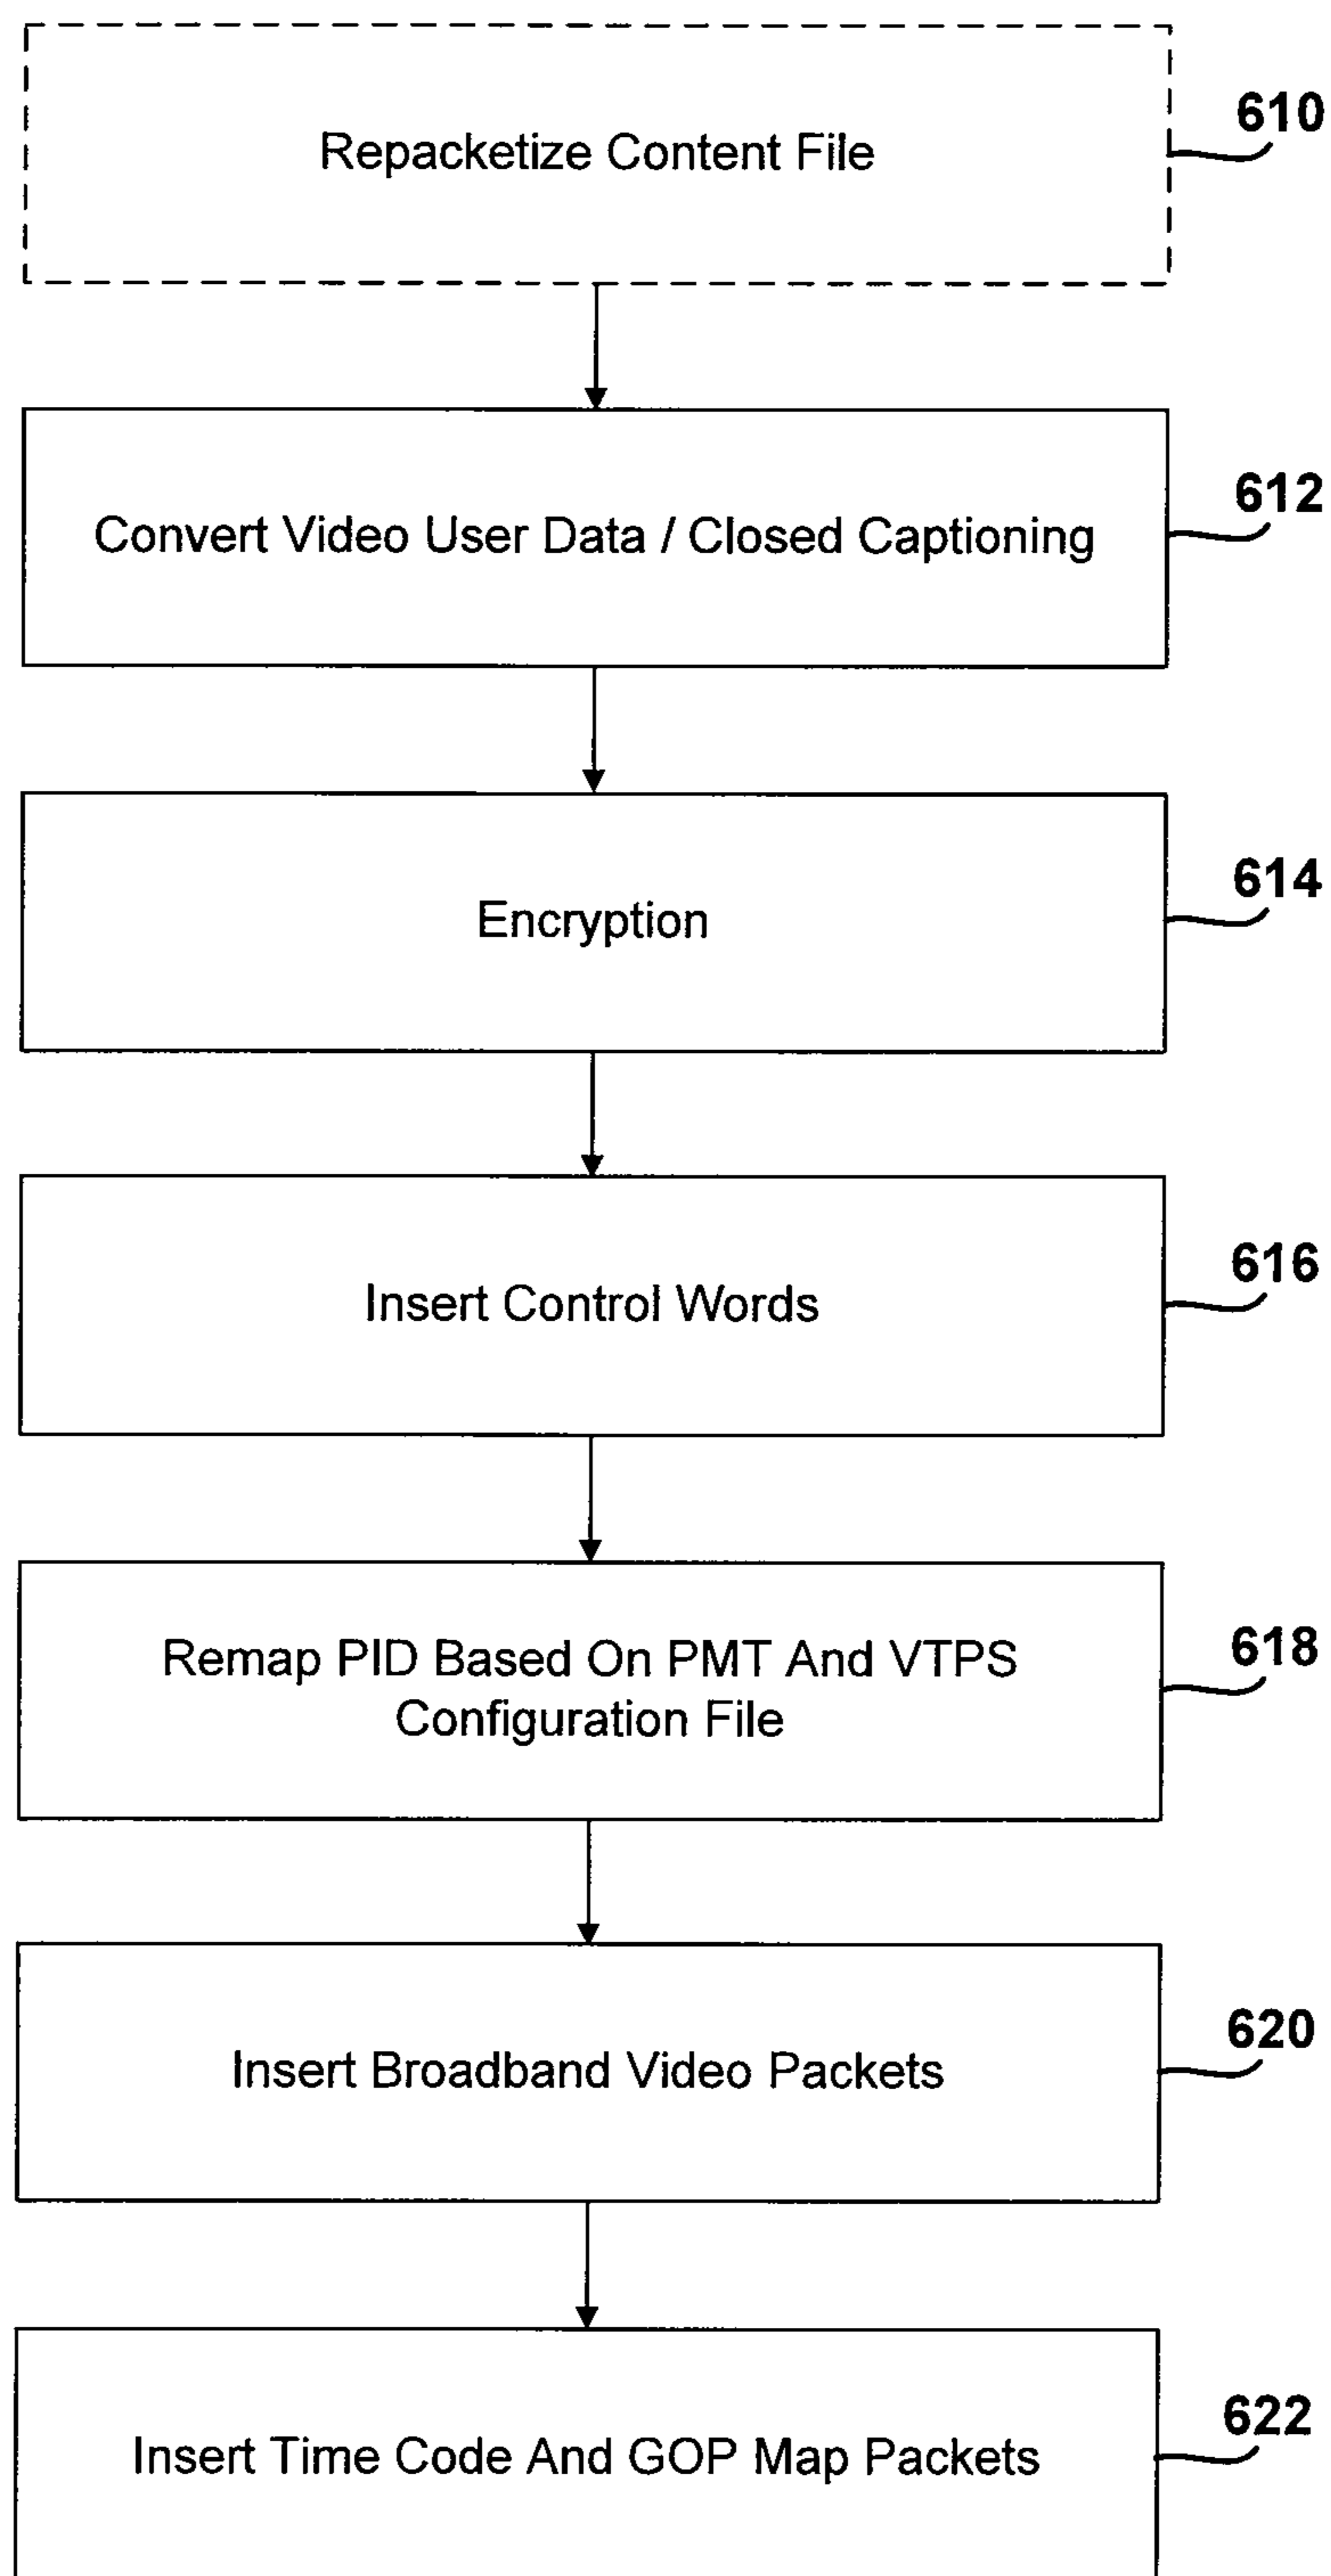 610
Repacketize Content File
612
Convert Video User Data / Closed Captioning
614
Encryption
616
Insert Control Words
618
Remap PID Based On PMT And VTPS
Configuration File
620
Insert Broadband Video Packets
622
Insert Time Code And GOP Map Packets